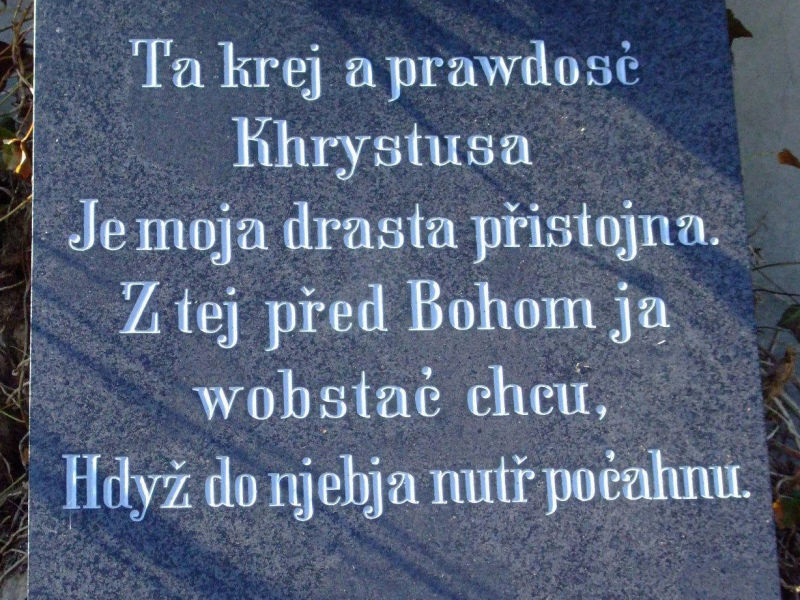 Ta krej a prawdosć
Khrystusa
Je moja drasta přistojna.
Z tej před Bohom ja
wobstać chcu,
Hdyž do njebja nutř poćahnu.